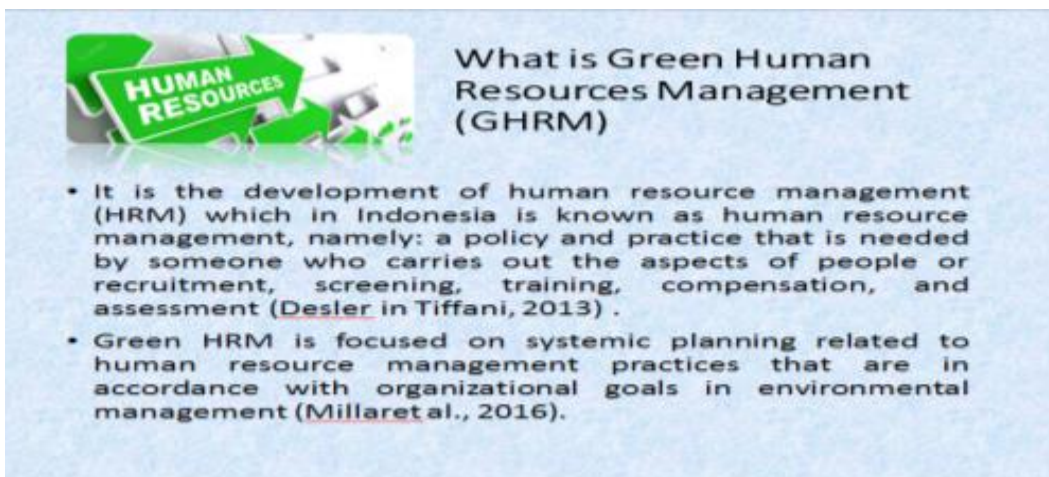 HUMAN
RESOURCES
What is Green Human
Resources Management
(GHRM)
• It is the development of human resource management
(HRM) which in Indonesia is known as human resource
management, namely: a policy and practice that is needed
by someone who carries out the aspects of people or
recruitment, screening, training, compensation, and
assessment (Desler in Tiffani, 2013) .
• Green HRM is focused on systemic planning related to
human resource management practices that are in
accordance with organizational goals in environmental
management (Millaret al., 2016).